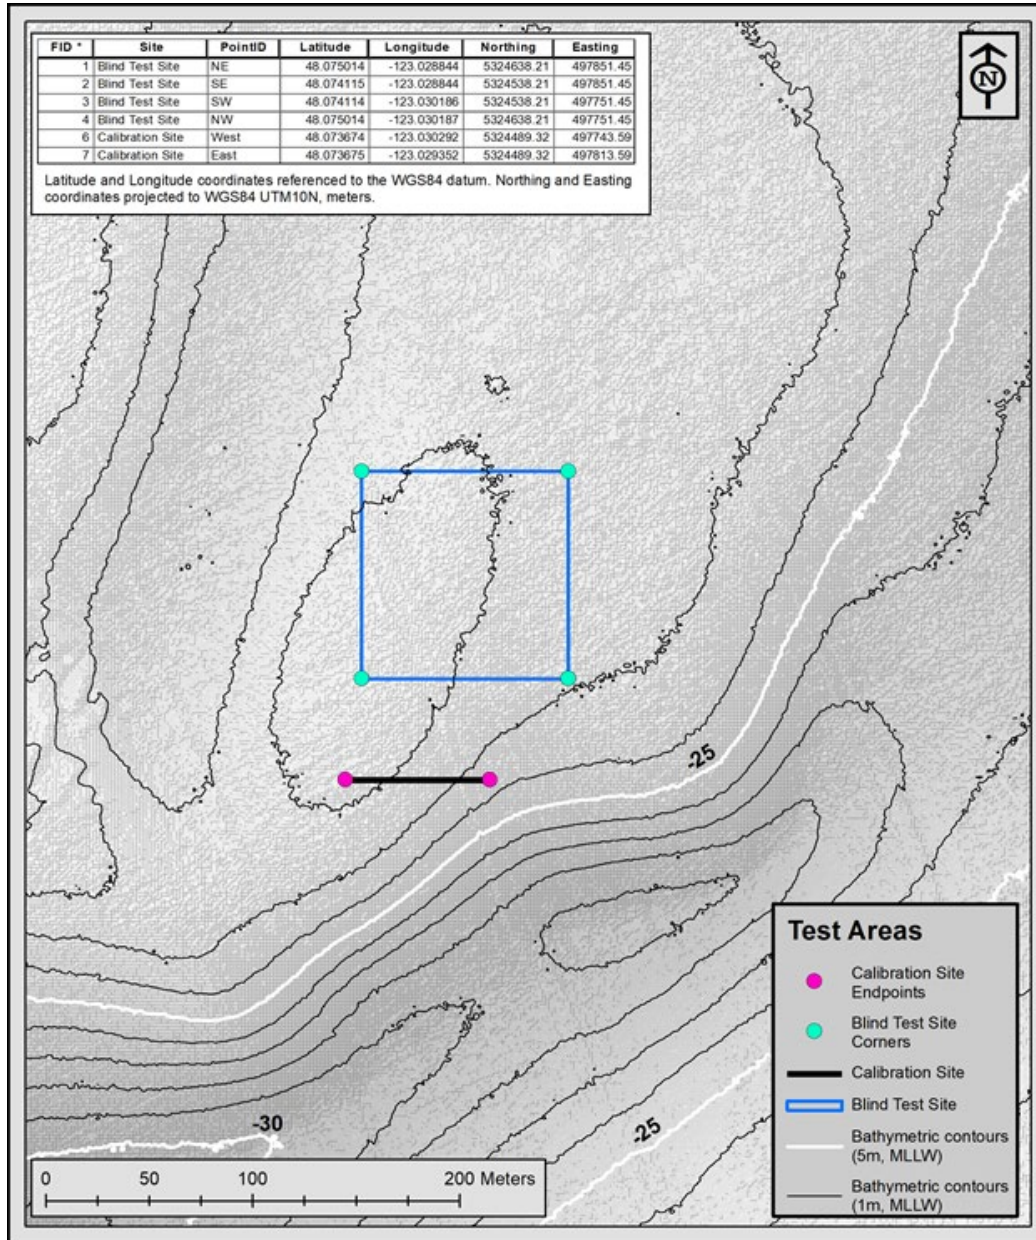 FID * Site PointID Latitude Longitude Northing Easting
1 Blind Test Site NE 48.075014 -123.028844 5324638.21 497851.45
2 Blind Test Site SE 48.074115 -123.028844 5324538.21 497851.45
3 Blind Test Site SW 48.074114 -123.030186 5324538.21 497751.45
4 Blind Test Site NW 48.075014 -123.030187 5324638.21 497751.45
6 Calibration Site West 48.073674 -123.030292 5324489.32 497743.59
7 Calibration Site East 48.073675 -123.029352 5324489.32 497813.59
Latitude and Longitude coordinates referenced to the WGS84 datum. Northing and Easting
coordinates projected to WGS84 UTM10N, meters.
N
-25
-30
-25
Test Areas
Calibration Site
Endpoints
Blind Test Site
Corners
Calibration Site
Blind Test Site
Bathymetric contours
(5m, MLLW)
Bathymetric contours
(1m, MLLW)
0 50 100 200 Meters